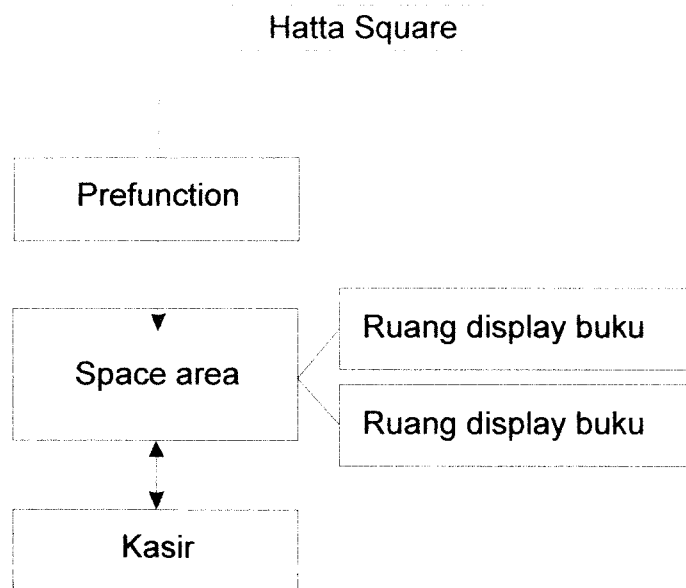 Hatta Square
Prefunction
Space area
Ruang display buku
Ruang display buku
Kasir